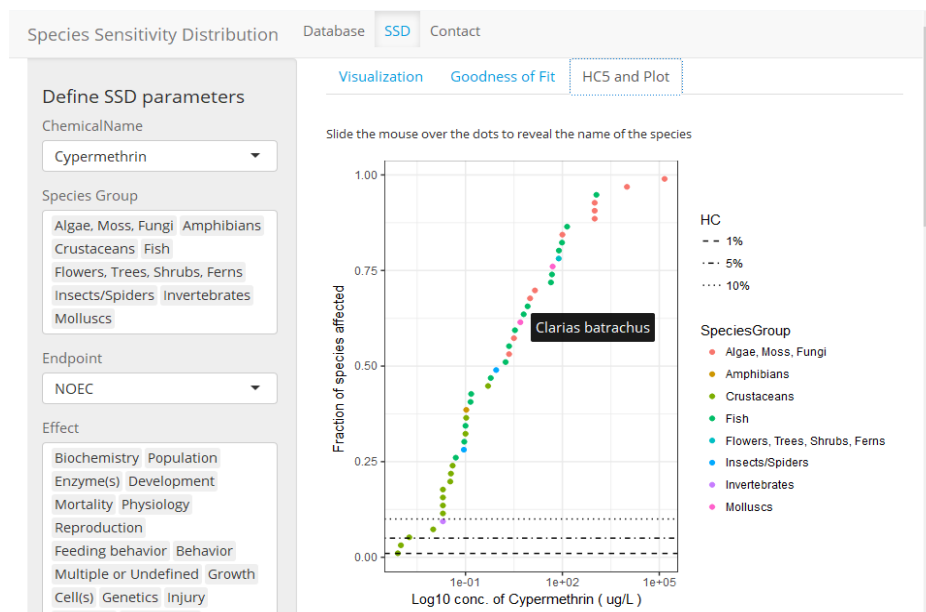 Species Sensitivity Distribution Database SSD Contact
Define SSD parameters
ChemicalName
Cypermethrin
Species Group
Algae, Moss, Fungi Amphibians
Crustaceans Fish
Flowers, Trees, Shrubs, Ferns
Insects/Spiders Invertebrates
Molluscs
Endpoint
NOEC
Effect
Biochemistry Population
Enzyme(s) Development
Mortality Physiology
Reproduction
Feeding behavior Behavior
Multiple or Undefined Growth
Cell(s) Genetics Injury
Visualization Goodness of Fit HC5 and Plot
Slide the mouse over the dots to reveal the name of the species
Fraction of species affected
1.00
0.75
0.50
0.25
0.00
Clarias batrachus
1e-01 1e+02 1e+05
Log10 conc. of Cypermethrin ( ug/L )
HC
1%
5%
10%
SpeciesGroup
Algae, Moss, Fungi
Amphibians
Crustaceans
Fish
Flowers, Trees, Shrubs, Ferns
Insects/Spiders
Invertebrates
Molluscs